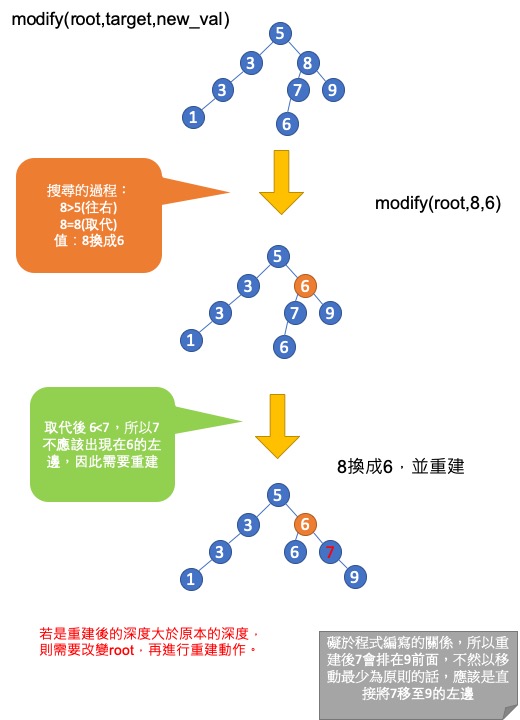 modify(root,target,new_val)
5
3
8
3
7
9
1
6
搜尋的過程：
8>5(往右)
8=8(取代)
值：8換成6
modify(root,8,6)
5
3
6
3
7
9
1
6
取代後 6<7，所以7
不應該出現在6的左
邊，因此需要重建
8換成6，並重建
5
3
6
3
6
7
1
9
若是重建後的深度大於原本的深度，
則需要改變root，再進行重建動作。
礙於程式編寫的關係，所以重
建後7會排在9前面，不然以移
動最少為原則的話，應該是直
接將7移至9的左邊